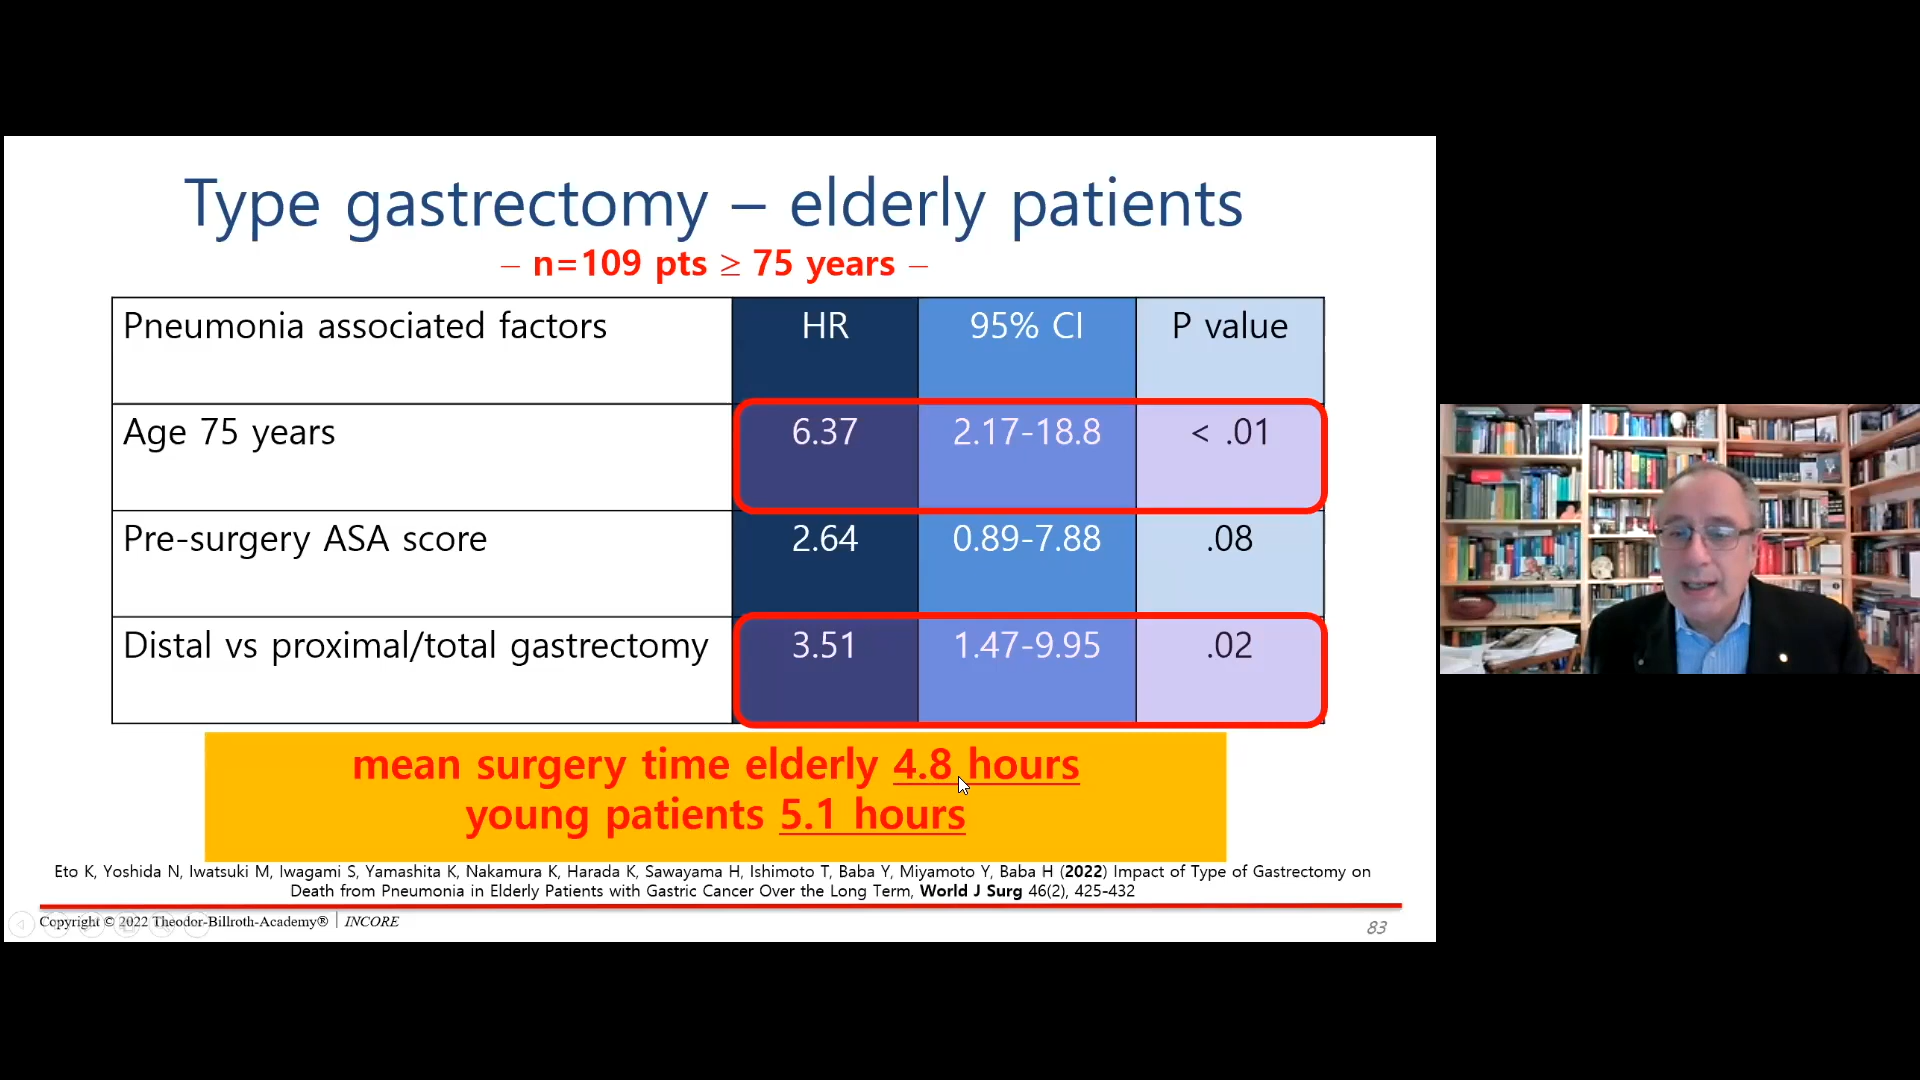 Type gastrectomy – elderly patients
– n=109 pts ≥ 75 years –
Pneumonia associated factors HR 95% CI P value
Age 75 years 6.37 2.17-18.8 < .01
Pre-surgery ASA score 2.64 0.89-7.88 .08
Distal vs proximal/total gastrectomy 3.51 1.47-9.95 .02
mean surgery time elderly 4.8 hours
young patients 5.1 hours
Eto K, Yoshida N, Iwatsuki M, Iwagami S, Yamashita K, Nakamura K, Harada K, Sawayama H, Ishimoto T, Baba Y, Miyamoto Y, Baba H (2022) Impact of Type of Gastrectomy on
Death from Pneumonia in Elderly Patients with Gastric Cancer Over the Long Term, World J Surg 46(2), 425-432
Copyright © 2022 Theodor-Billroth-Academy® | INCORE
83